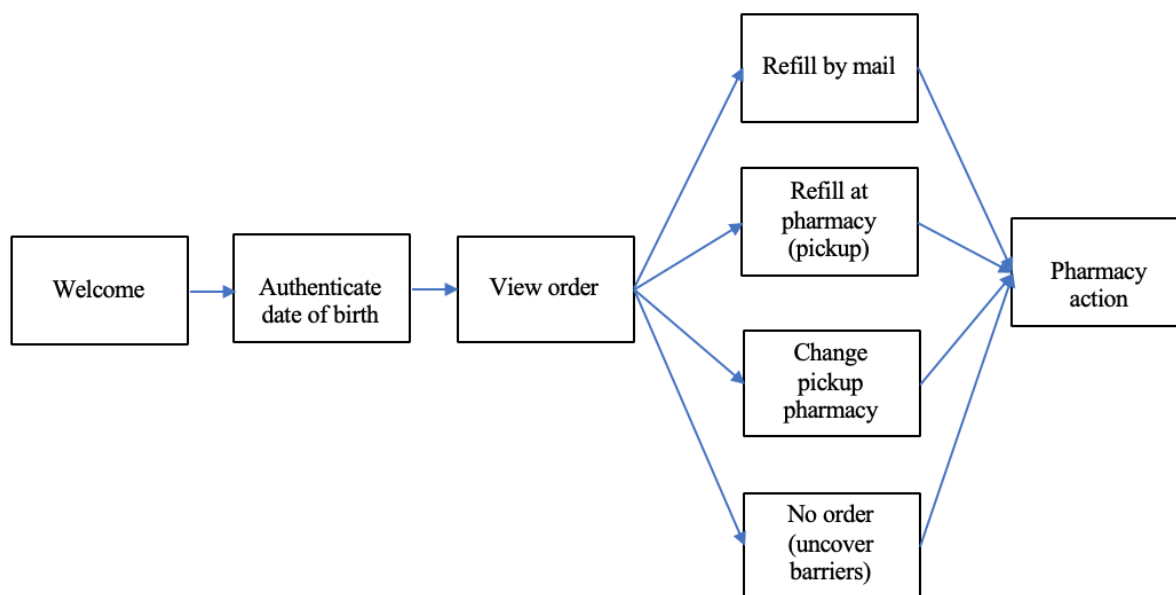 Welcome
Authenticate
date of birth
View order
Refill by mail
Refill at
pharmacy
(pickup)
Change
pickup
pharmacy
No order
(uncover
barriers)
Pharmacy
action